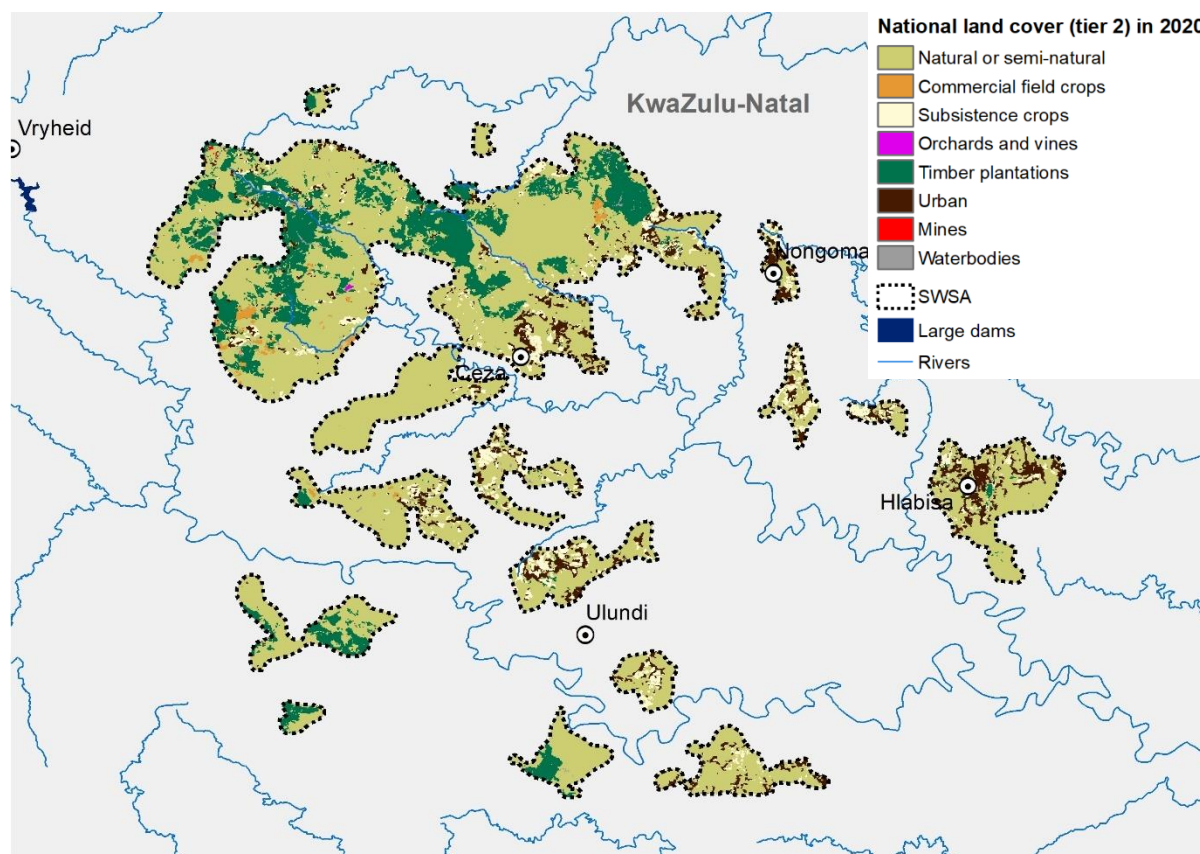 National land cover (tier 2) in 2020
Natural or semi-natural
Commercial field crops
Subsistence crops
Orchards and vines
Timber plantations
Urban
Mines
Waterbodies
SWSA
Large dams
Rivers
KwaZulu-Natal
Vryheid
Nongoma
Ceza
Hlabisa
Ulundi